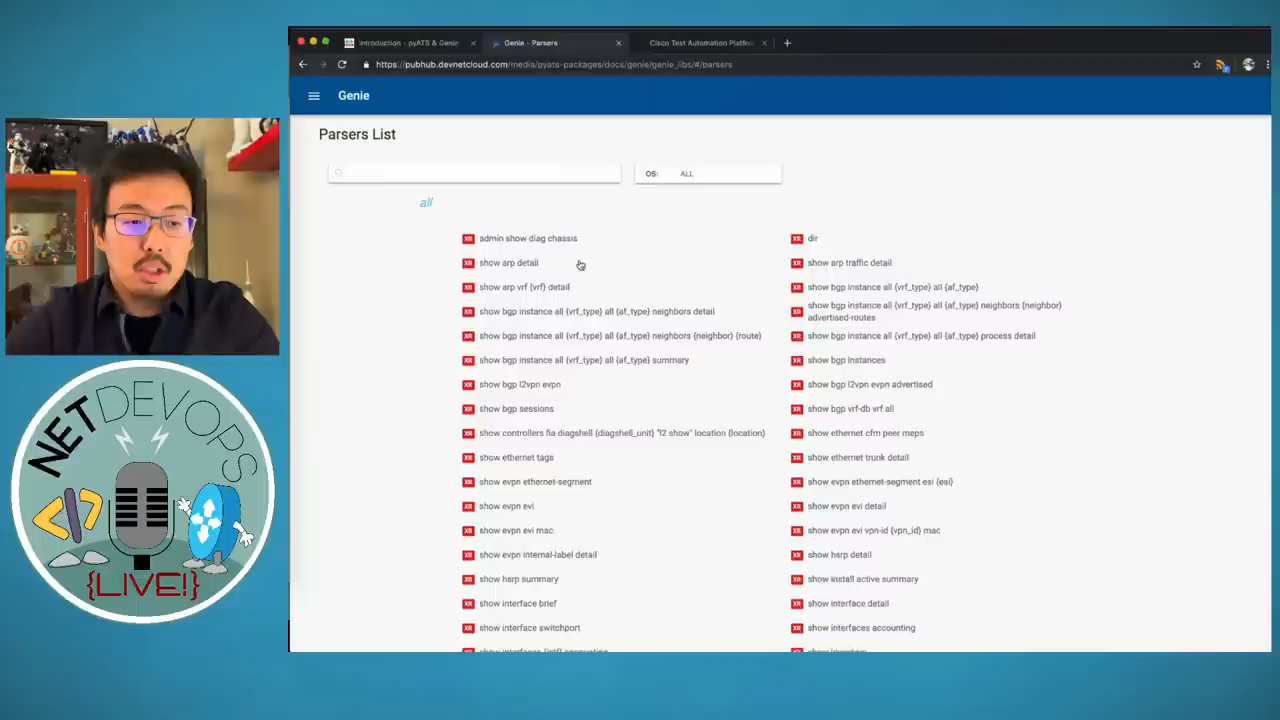 Introduction - pyATS & Genie
Genie - Parsers
Cisco Test Automation Platfo
https://pubhub.devnetcloud.com/media/pyats-packages/docs/genie/genie_libs/#/parsers
Genie
Parsers List
OS: ALL
all
XR admin show diag chassis
XR dir
XR show arp detail
XR show arp traffic detail
XR show arp vrf {vrf} detail
XR show bgp instance all {vrf_type} all {af_type}
XR show bgp instance all {vrf_type} all {af_type} neighbors detail
XR show bgp instance all {vrf_type} all {af_type} neighbors {neighbor}
advertised-routes
XR show bgp instance all {vrf_type} all {af_type} neighbors {neighbor} {route}
XR show bgp instance all {vrf_type} all {af_type} process detail
XR show bgp instance all {vrf_type} all {af_type} summary
XR show bgp instances
XR show bgp l2vpn evpn
XR show bgp l2vpn evpn advertised
XR show bgp sessions
XR show bgp vrf-db vrf all
XR show controllers fia diagshell {diagshell_unit} "l2 show" location {location}
XR show ethernet cfm peer meps
XR show ethernet tags
XR show ethernet trunk detail
XR show evpn ethernet-segment
XR show evpn ethernet-segment esi {esi}
XR show evpn evi
XR show evpn evi detail
XR show evpn evi mac
XR show evpn evi vpn-id {vpn_id} mac
XR show evpn internal-label detail
XR show hsrp detail
XR show hsrp summary
XR show install active summary
XR show interface brief
XR show interface detail
XR show interface switchport
XR show interfaces accounting
show interfaces {intf} accounting
show inventory
NETDEVOPS
{LIVE!}